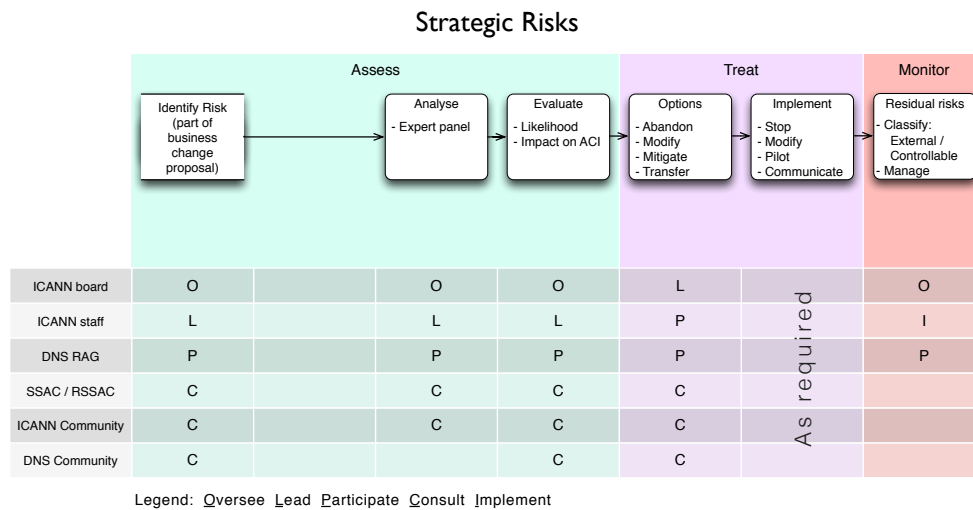 Strategic Risks
Assess
Treat
Monitor
Identify Risk
(part of
business
change
proposal)
Analyse
- Expert panel
Evaluate
- Likelihood
- Impact on ACI
Options
- Abandon
- Modify
- Mitigate
- Transfer
Implement
- Stop
- Modify
- Pilot
- Communicate
Residual risks
- Classify:
External /
Controllable
- Manage
ICANN board O O O L O
ICANN staff L L L P I
DNS RAG P P P P P
SSAC / RSSAC C C C C
ICANN Community C C C C
DNS Community C C C
As required
Legend: Oversee Lead Participate Consult Implement